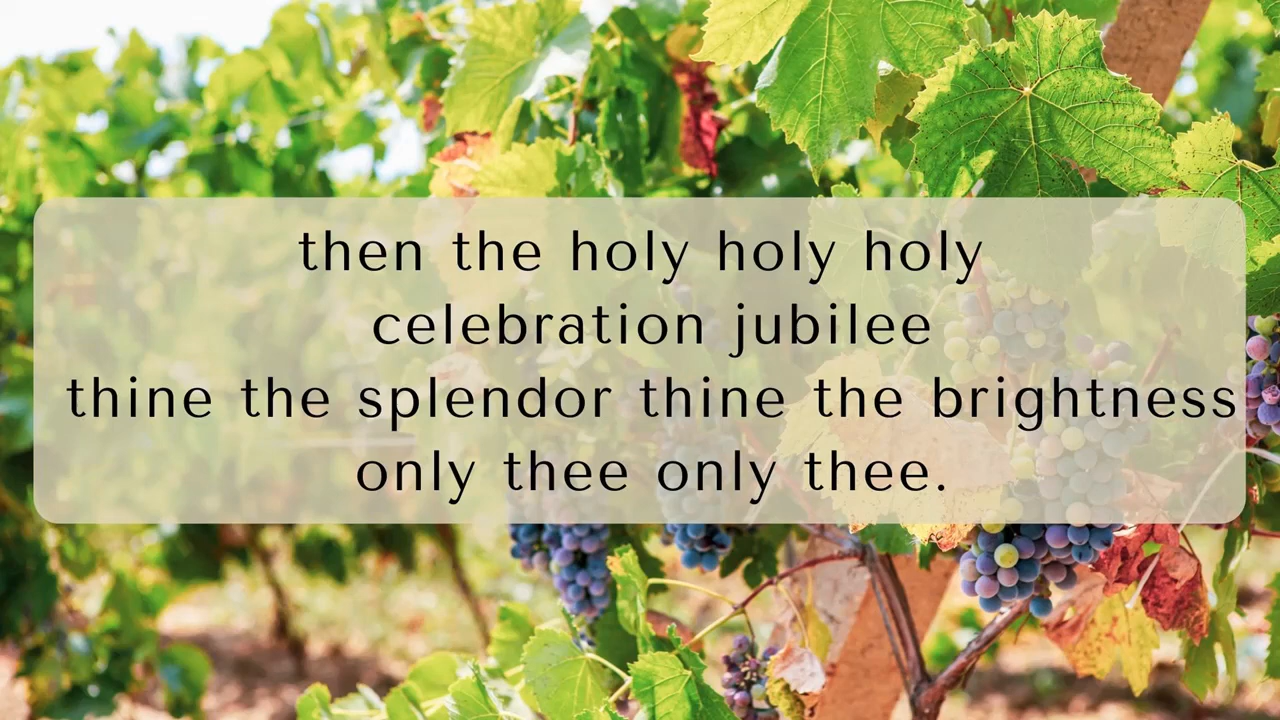 then the holy holy holy
celebration jubilee
thine the splendor thine the brightness
only thee only thee.